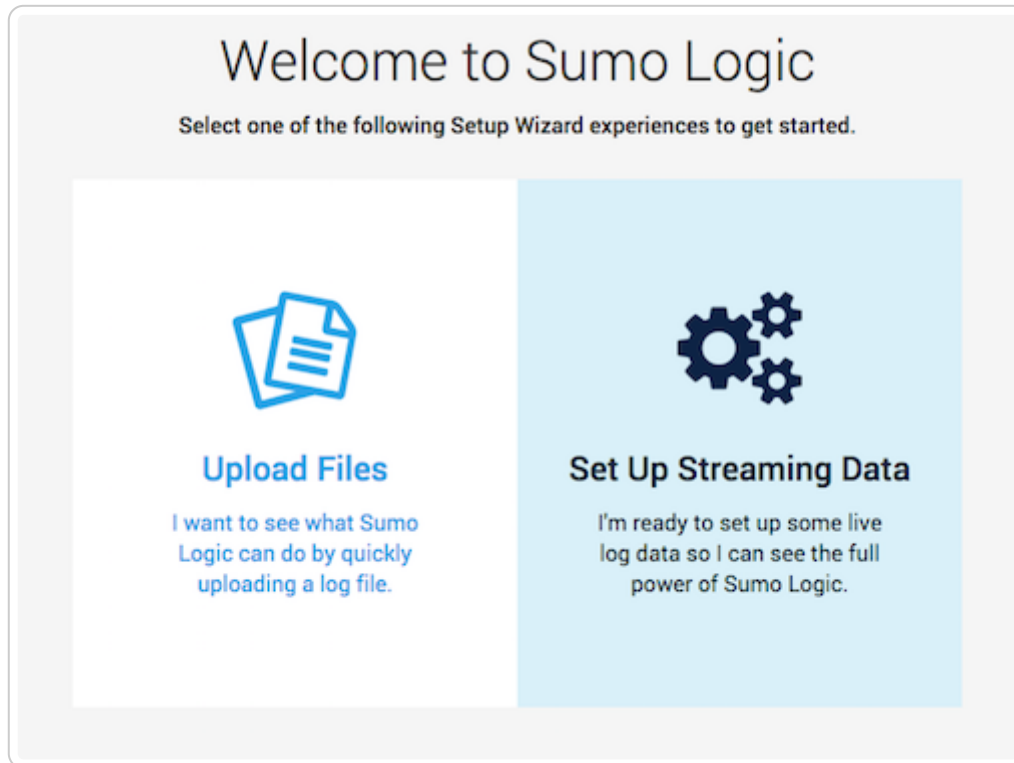 Welcome to Sumo Logic
Select one of the following Setup Wizard experiences to get started.
Upload Files
I want to see what Sumo
Logic can do by quickly
uploading a log file.
Set Up Streaming Data
I'm ready to set up some live
log data so I can see the full
power of Sumo Logic.